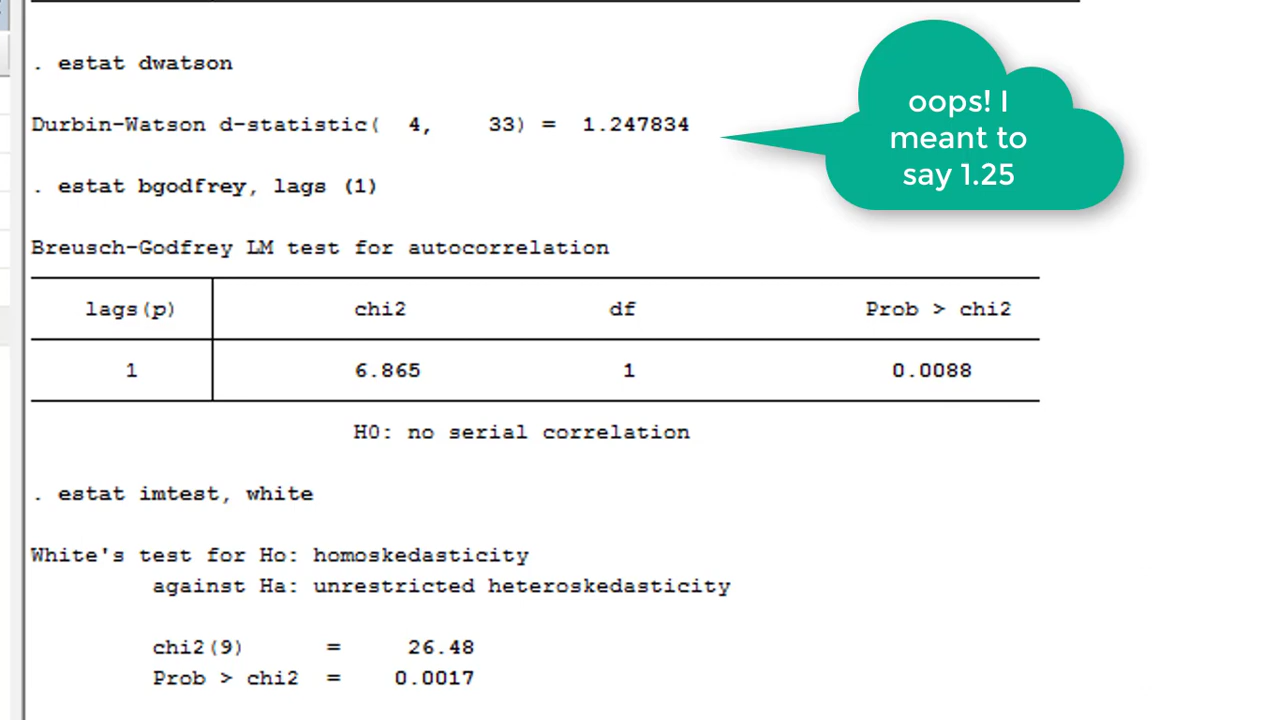 . estat dwatson
Durbin-Watson d-statistic( 4, 33) = 1.247834
oops! I
meant to
say 1.25
. estat bgodfrey, lags (1)
Breusch-Godfrey LM test for autocorrelation
lags(p) chi2 df Prob > chi2
1 6.865 1 0.0088
H0: no serial correlation
. estat imtest, white
White's test for Ho: homoskedasticity
against Ha: unrestricted heteroskedasticity
chi2(9) = 26.48
Prob > chi2 = 0.0017